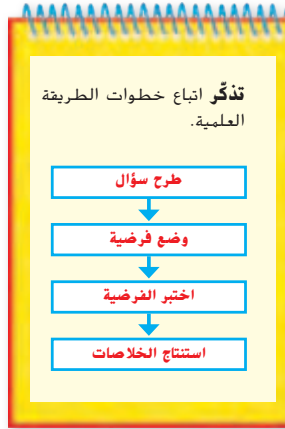 تذكّر اتباع خطوات الطريقة
العلمية.
طرح سؤال
وضع فرضية
اختبر الفرضية
استنتاج الخلاصات